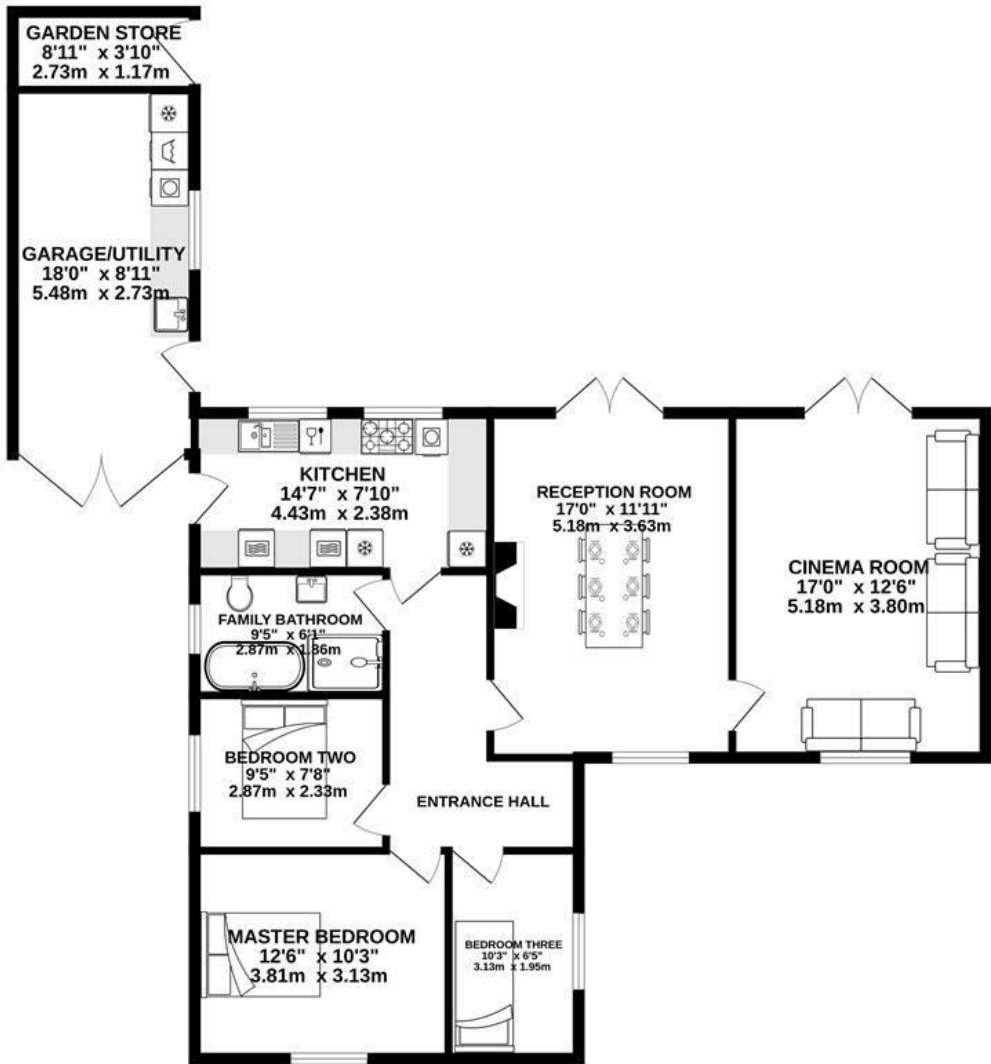 GARDEN STORE
8'11" x 3'10"
2.73m x 1.17m
GARAGE/UTILITY
18'0" x 8'11"
5.48m x 2.73m
KITCHEN
14'7" x 7'10"
4.43m x 2.38m
RECEPTION ROOM
17'0" x 11'11"
5.18m x 3.63m
CINEMA ROOM
17'0" x 12'6"
5.18m x 3.80m
FAMILY BATHROOM
9'5" x 6'1"
2.87m x 1.86m
BEDROOM TWO
9'5" x 7'8"
2.87m x 2.33m
ENTRANCE HALL
MASTER BEDROOM
12'6" x 10'3"
3.81m x 3.13m
BEDROOM THREE
10'3" x 6'5"
3.13m x 1.95m